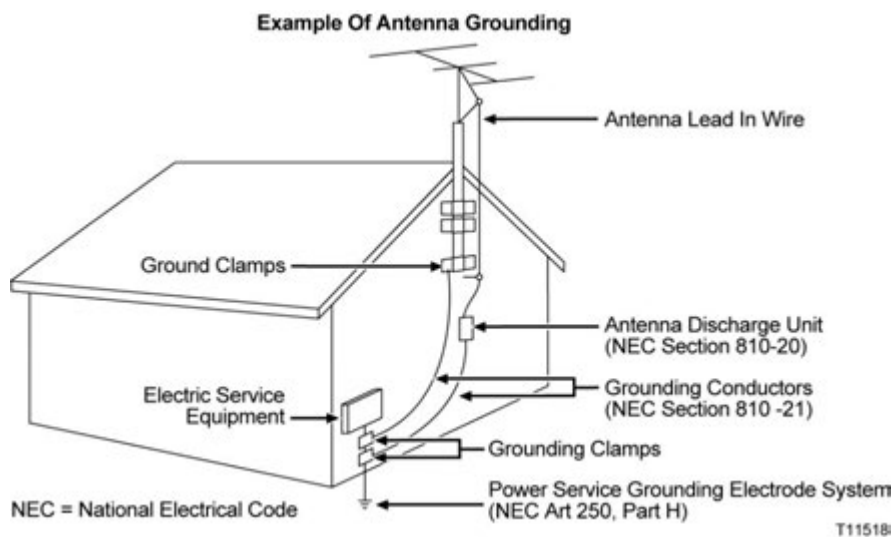 Example Of Antenna Grounding
Antenna Lead In Wire
Ground Clamps
Antenna Discharge Unit
(NEC Section 810-20)
Electric Service
Equipment
Grounding Conductors
(NEC Section 810 -21)
Grounding Clamps
Power Service Grounding Electrode System
(NEC Art 250, Part H)
NEC = National Electrical Code